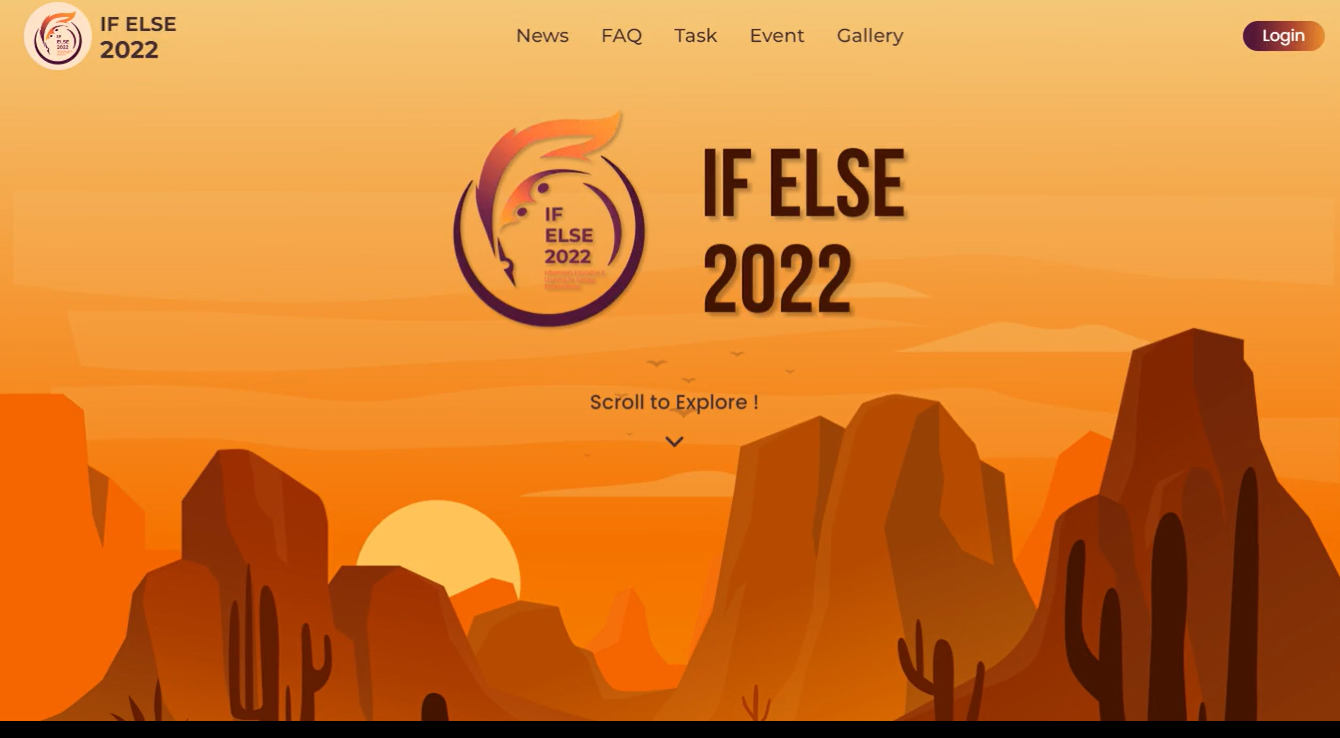 IF ELSE
2022
News FAQ Task Event Gallery
Login
IF
ELSE
2022
IF
ELSE
2022
IF ELSE
2022
Scroll to Explore !